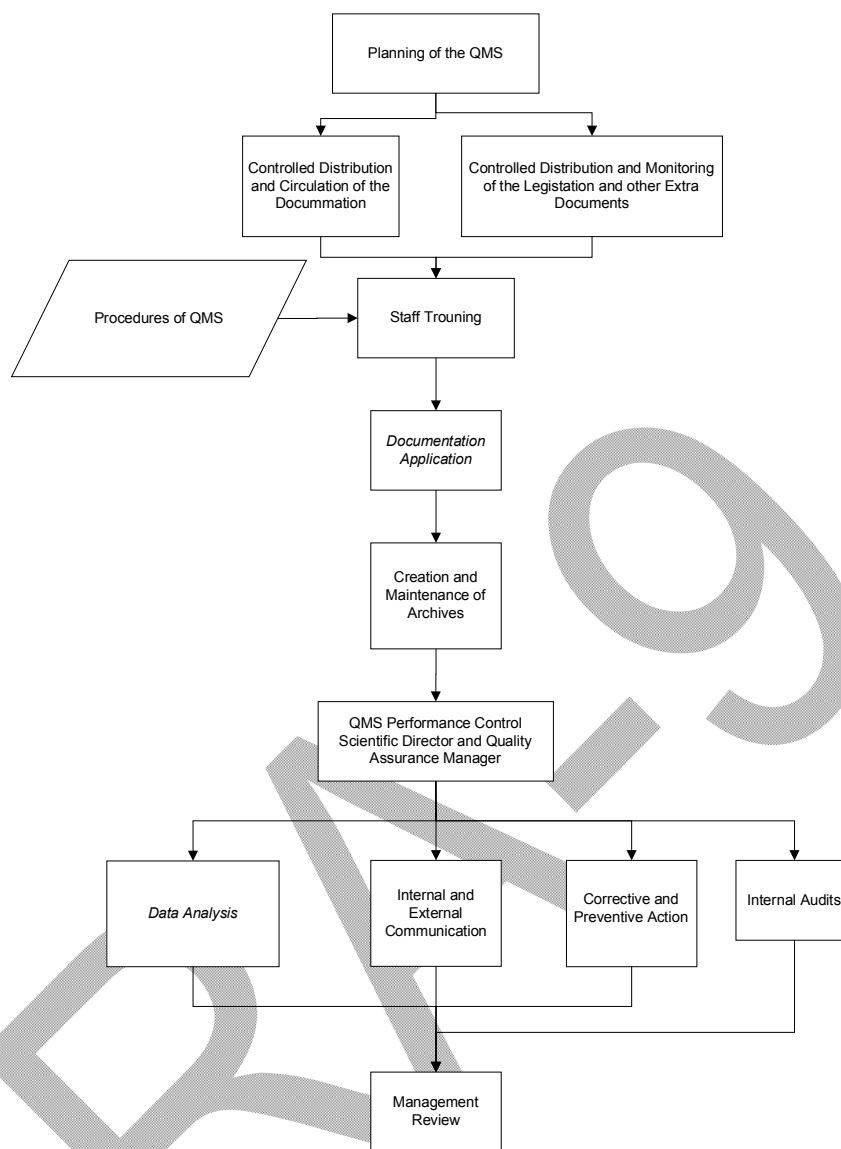 Planning of the QMS
Controlled Distribution
and Circulation of the
Docummation
Controlled Distribution and Monitoring
of the Legistation and other Extra
Documents
Procedures of QMS
Staff Trouning
Documentation
Application
Creation and
Maintenance of
Archives
QMS Performance Control
Scientific Director and Quality
Assurance Manager
Data Analysis
Internal and
External
Communication
Corrective and
Preventive Action
Internal Audits
Management
Review